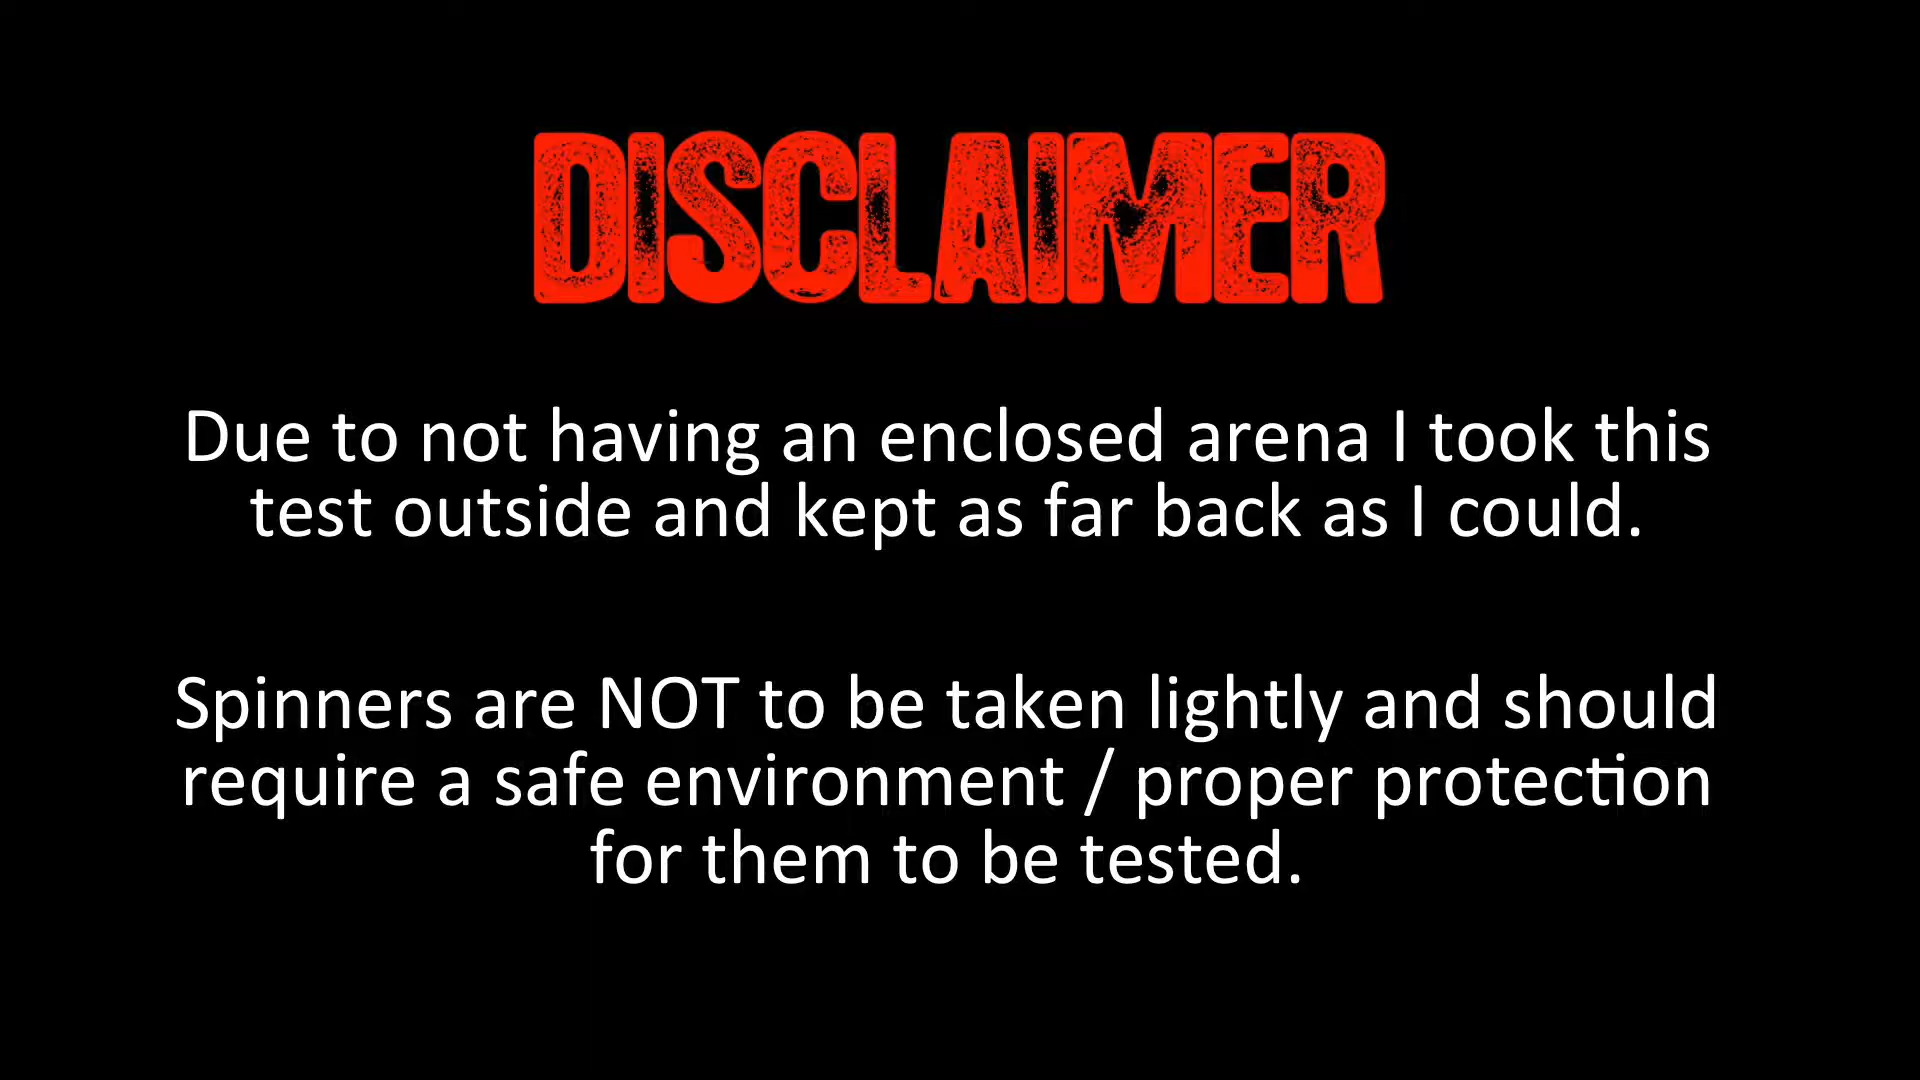 DISCLAIMER
Due to not having an enclosed arena I took this
test outside and kept as far back as I could.
Spinners are NOT to be taken lightly and should
require a safe environment / proper protection
for them to be tested.